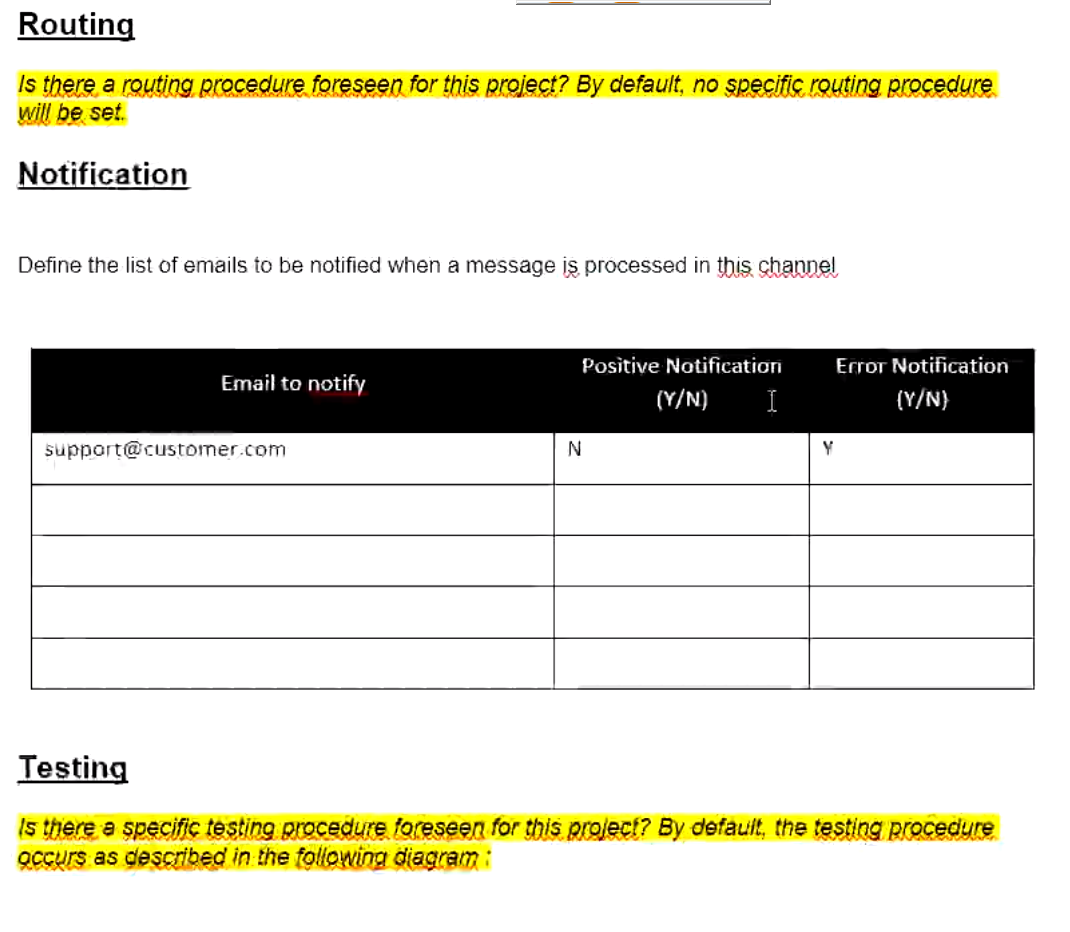 Routing
Is there a routing procedure foreseen for this project? By default, no specific routing procedure
will be set.
Notification
Define the list of emails to be notified when a message is processed in this channel
Email to notify
Positive Notification
(Y/N)
Error Notification
(Y/N)
support@customer.com N Y
Testing
Is there a specific testing procedure foreseen for this project? By default, the testing procedure
occurs as described in the following diagram :